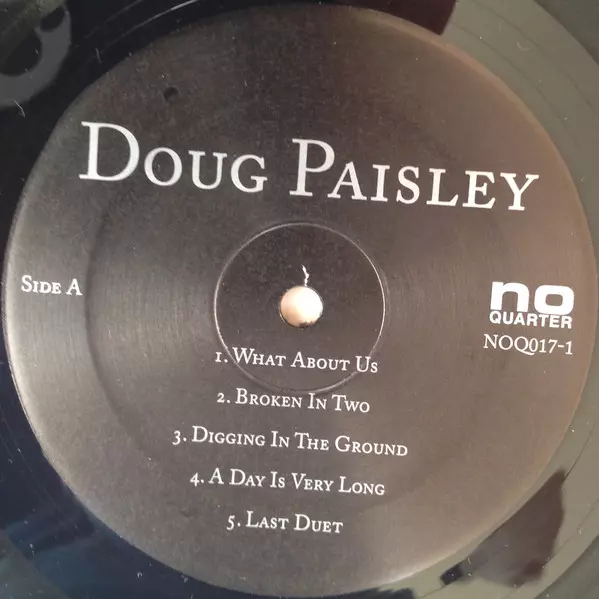 Doug Paisley
Side A
no
QUARTER
NOQ017-1
1. What About Us
2. Broken In Two
3. Digging In The Ground
4. A Day Is Very Long
5. Last Duet